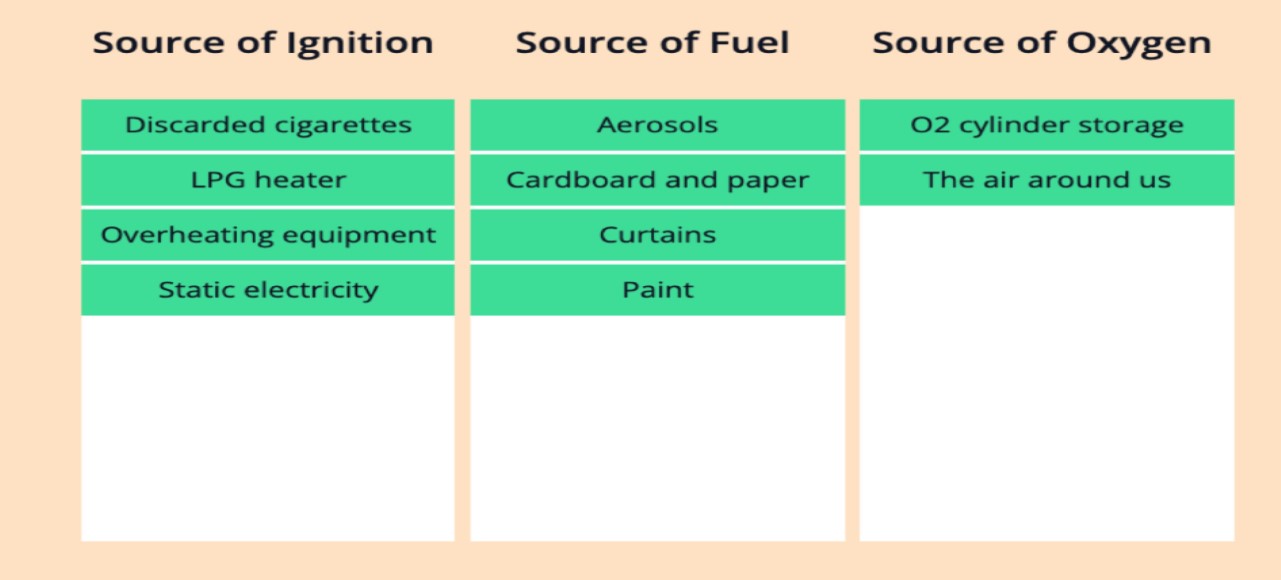 Source of Ignition
Source of Fuel
Source of Oxygen
Discarded cigarettes
Aerosols
O2 cylinder storage
LPG heater
Cardboard and paper
The air around us
Overheating equipment
Curtains
Static electricity
Paint